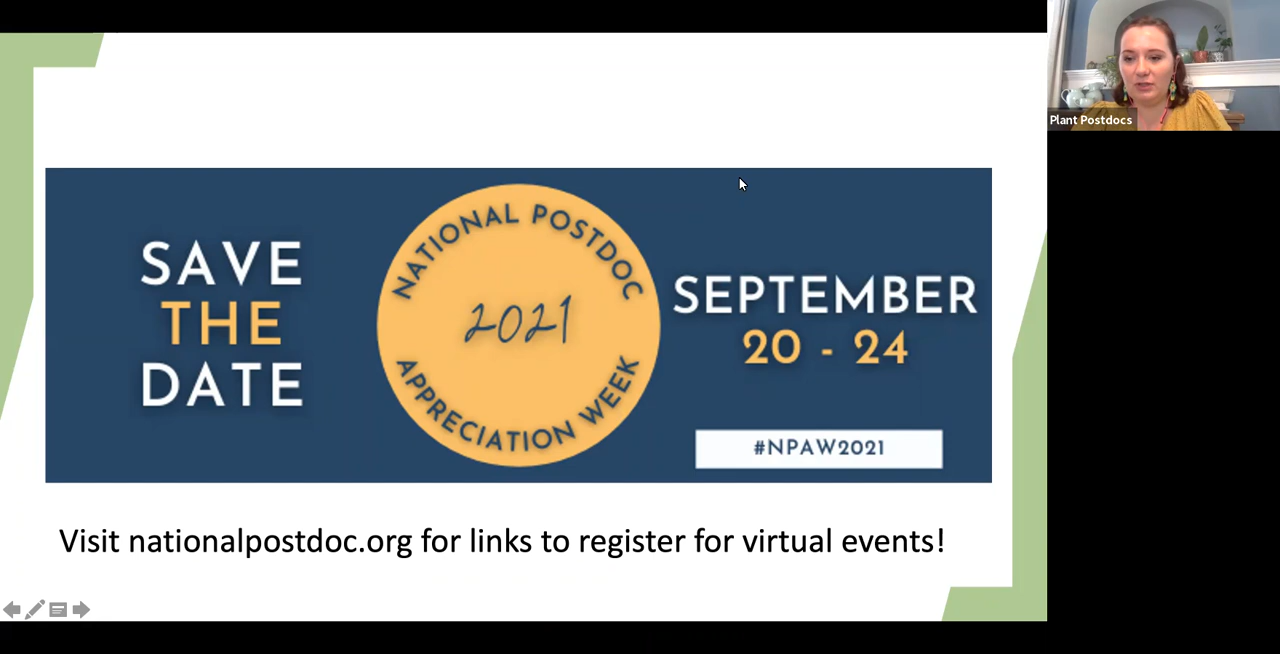 SAVE
THE
DATE
NATIONAL POSTDOC
2021
APPRECIATION WEEK
SEPTEMBER
20 - 24
#NPAW2021
Visit nationalpostdoc.org for links to register for virtual events!
Plant Postdocs